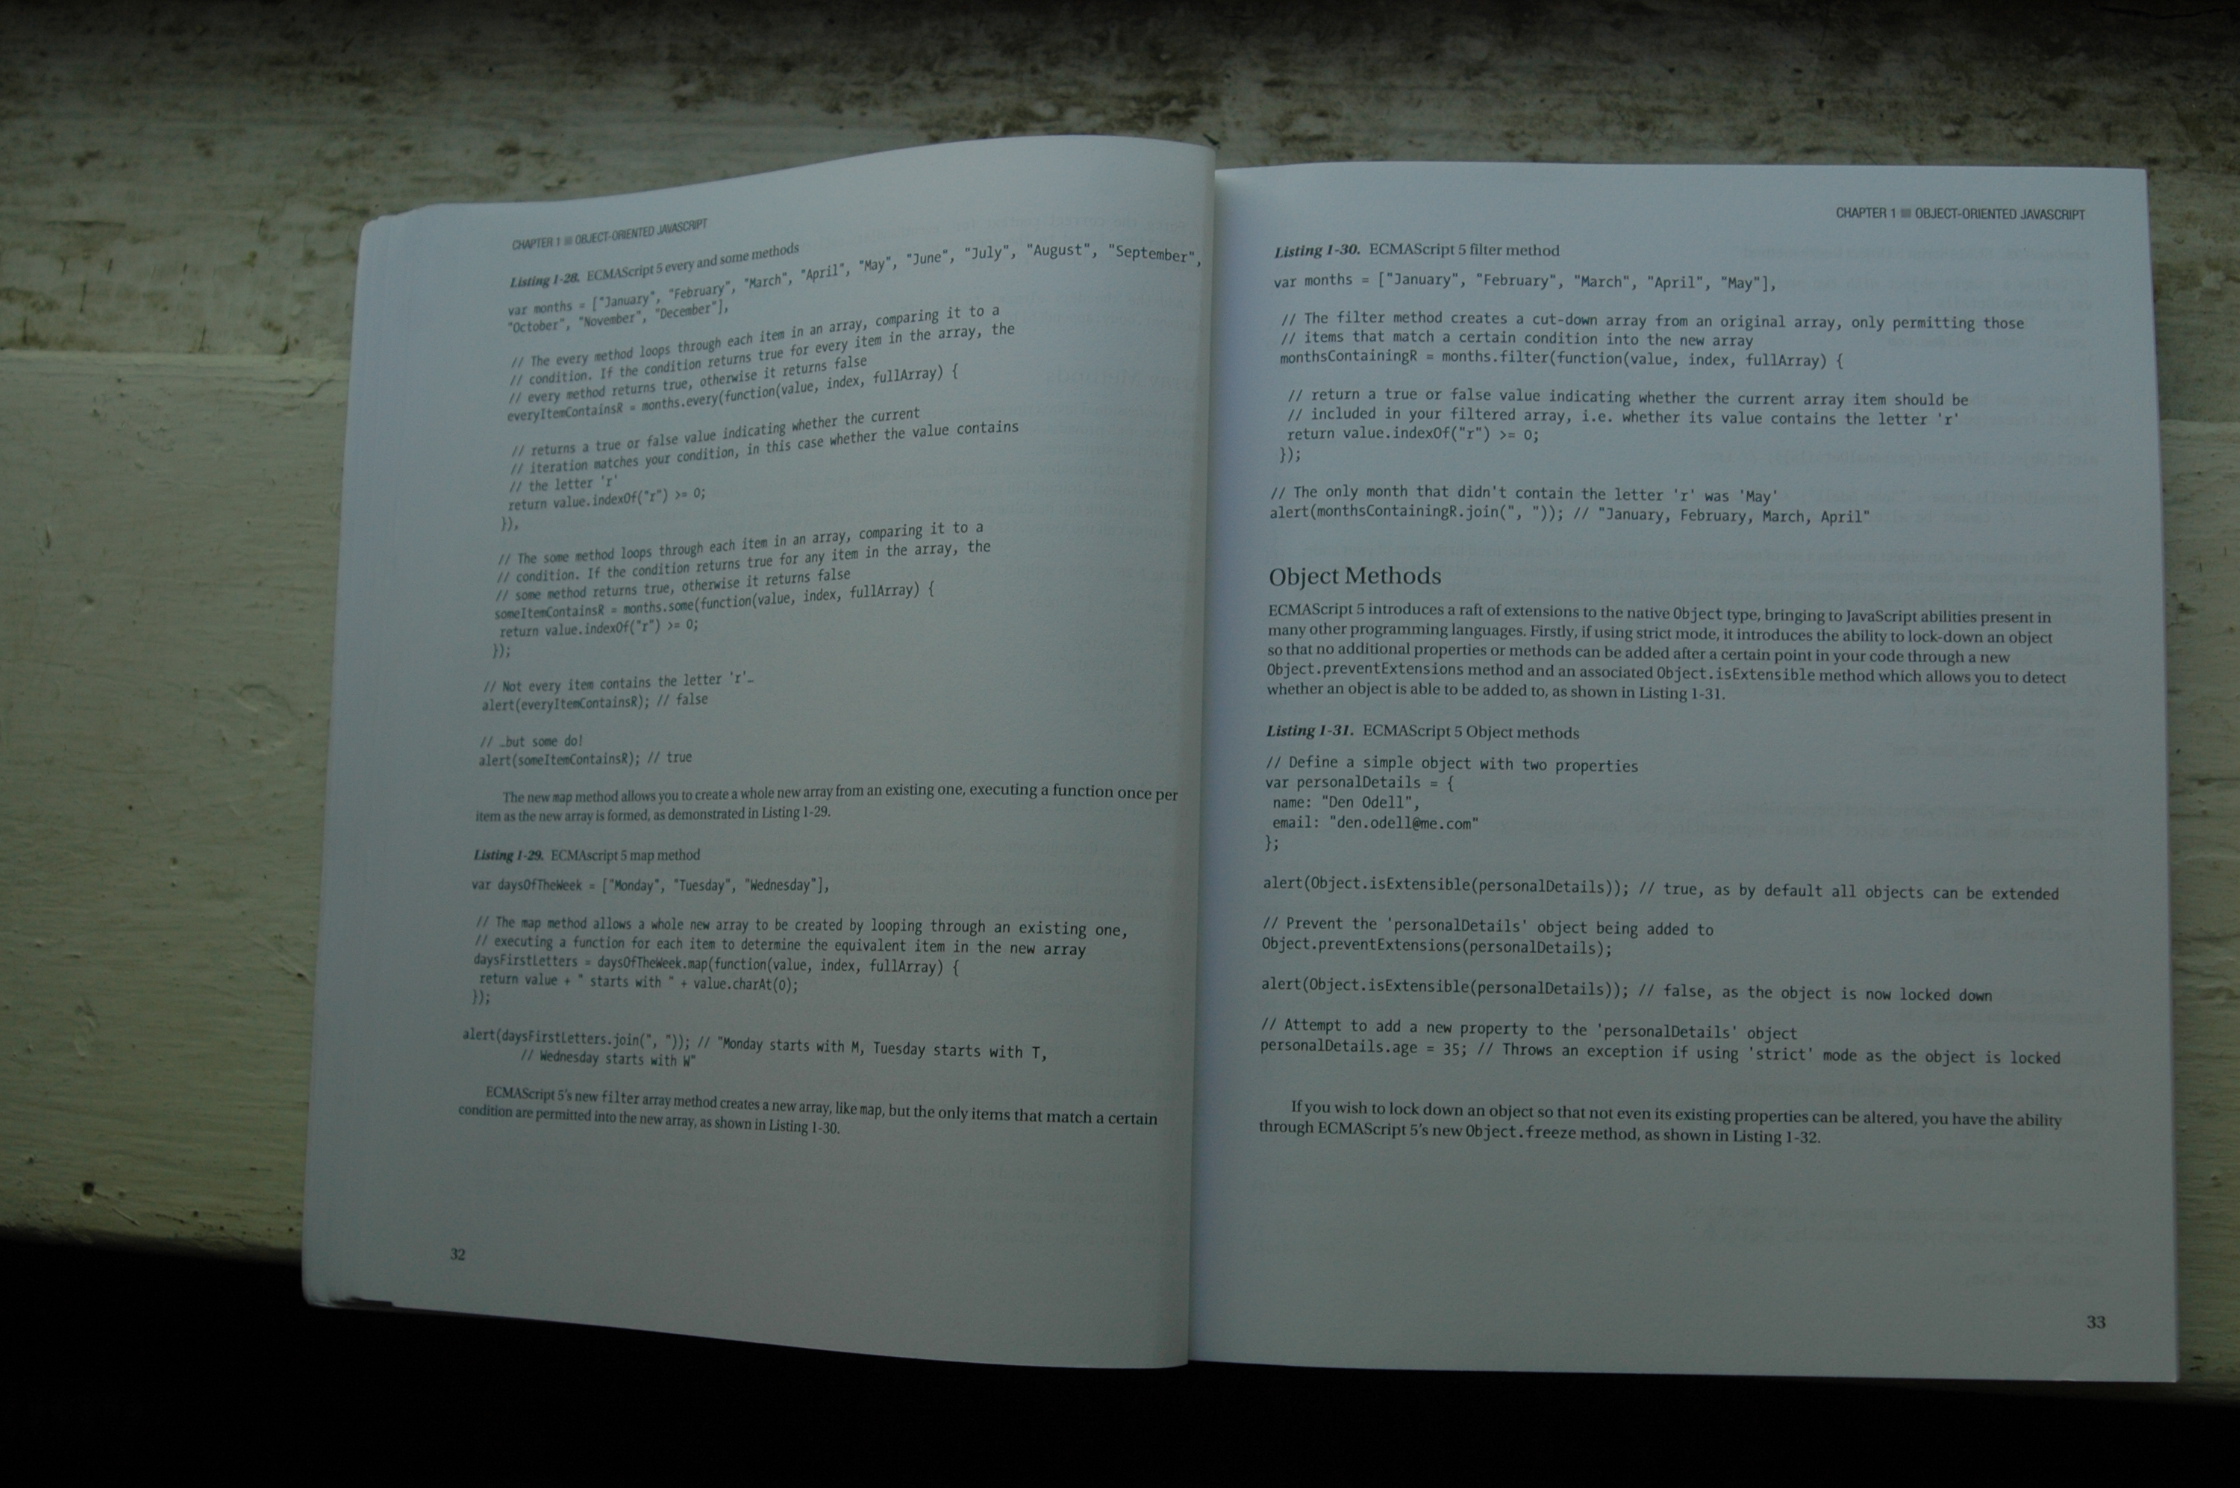 CHAPTER 1 ■ OBJECT-ORIENTED JAVASCRIPT
Listing 1-28. ECMAScript 5 every and some methods
var months = ["January", "February", "March", "April", "May", "June", "July", "August", "September",
"October", "November", "December"],
// The every method loops through each item in an array, comparing it to a
// condition. If the condition returns true for every item in the array, the
// every method returns true, otherwise it returns false
everyItemContainsR = months.every(function(value, index, fullArray) {
// returns a true or false value indicating whether the current
// iteration matches your condition, in this case whether the value contains
// the letter 'r'
return value.indexOf("r") >= 0;
}),
// The some method loops through each item in an array, comparing it to a
// condition. If the condition returns true for any item in the array, the
// some method returns true, otherwise it returns false
someItemContainsR = months.some(function(value, index, fullArray) {
return value.indexOf("r") >= 0;
});
// Not every item contains the letter 'r'…
alert(everyItemContainsR); // false
// …but some do!
alert(someItemContainsR); // true
The new map method allows you to create a whole new array from an existing one, executing a function once per
item as the new array is formed, as demonstrated in Listing 1-29.
Listing 1-29. ECMAscript 5 map method
var daysOfTheWeek = ["Monday", "Tuesday", "Wednesday"],
// The map method allows a whole new array to be created by looping through an existing one,
// executing a function for each item to determine the equivalent item in the new array
daysFirstLetters = daysOfTheWeek.map(function(value, index, fullArray) {
return value + " starts with " + value.charAt(0);
});
alert(daysFirstLetters.join(", ")); // "Monday starts with M, Tuesday starts with T,
// Wednesday starts with W"
ECMAScript 5's new filter array method creates a new array, like map, but the only items that match a certain
condition are permitted into the new array, as shown in Listing 1-30.
32
CHAPTER 1 ■ OBJECT-ORIENTED JAVASCRIPT
Listing 1-30. ECMAScript 5 filter method
var months = ["January", "February", "March", "April", "May"],
// The filter method creates a cut-down array from an original array, only permitting those
// items that match a certain condition into the new array
monthsContainingR = months.filter(function(value, index, fullArray) {
// return a true or false value indicating whether the current array item should be
// included in your filtered array, i.e. whether its value contains the letter 'r'
return value.indexOf("r") >= 0;
});
// The only month that didn't contain the letter 'r' was 'May'
alert(monthsContainingR.join(", ")); // "January, February, March, April"
Object Methods
ECMAScript 5 introduces a raft of extensions to the native Object type, bringing to JavaScript abilities present in
many other programming languages. Firstly, if using strict mode, it introduces the ability to lock-down an object
so that no additional properties or methods can be added after a certain point in your code through a new
Object.preventExtensions method and an associated Object.isExtensible method which allows you to detect
whether an object is able to be added to, as shown in Listing 1-31.
Listing 1-31. ECMAScript 5 Object methods
// Define a simple object with two properties
var personalDetails = {
name: "Den Odell",
email: "den.odell@me.com"
};
alert(Object.isExtensible(personalDetails)); // true, as by default all objects can be extended
// Prevent the 'personalDetails' object being added to
Object.preventExtensions(personalDetails);
alert(Object.isExtensible(personalDetails)); // false, as the object is now locked down
// Attempt to add a new property to the 'personalDetails' object
personalDetails.age = 35; // Throws an exception if using 'strict' mode as the object is locked
If you wish to lock down an object so that not even its existing properties can be altered, you have the ability
through ECMAScript 5's new Object.freeze method, as shown in Listing 1-32.
33